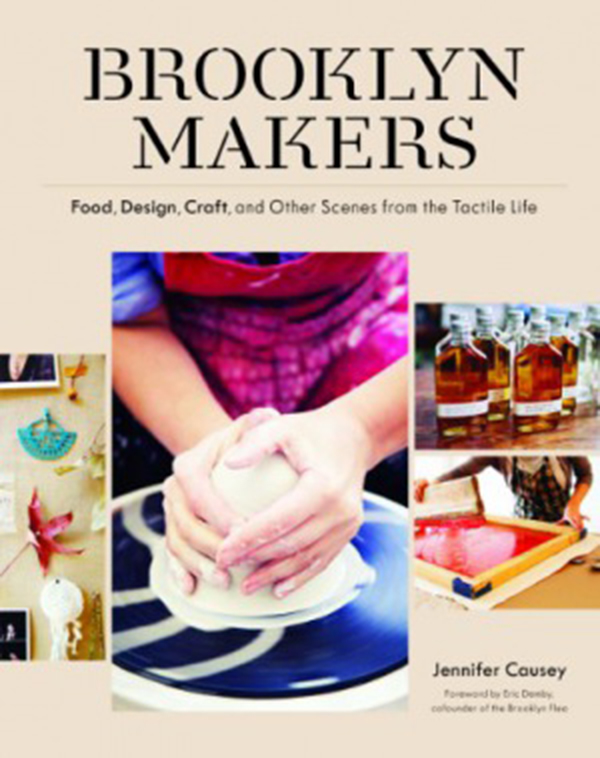 BROOKLYN
MAKERS
Food, Design, Craft, and Other Scenes from the Tactile Life
Jennifer Causey
Foreword by Eric Demby,
cofounder of the Brooklyn Flea